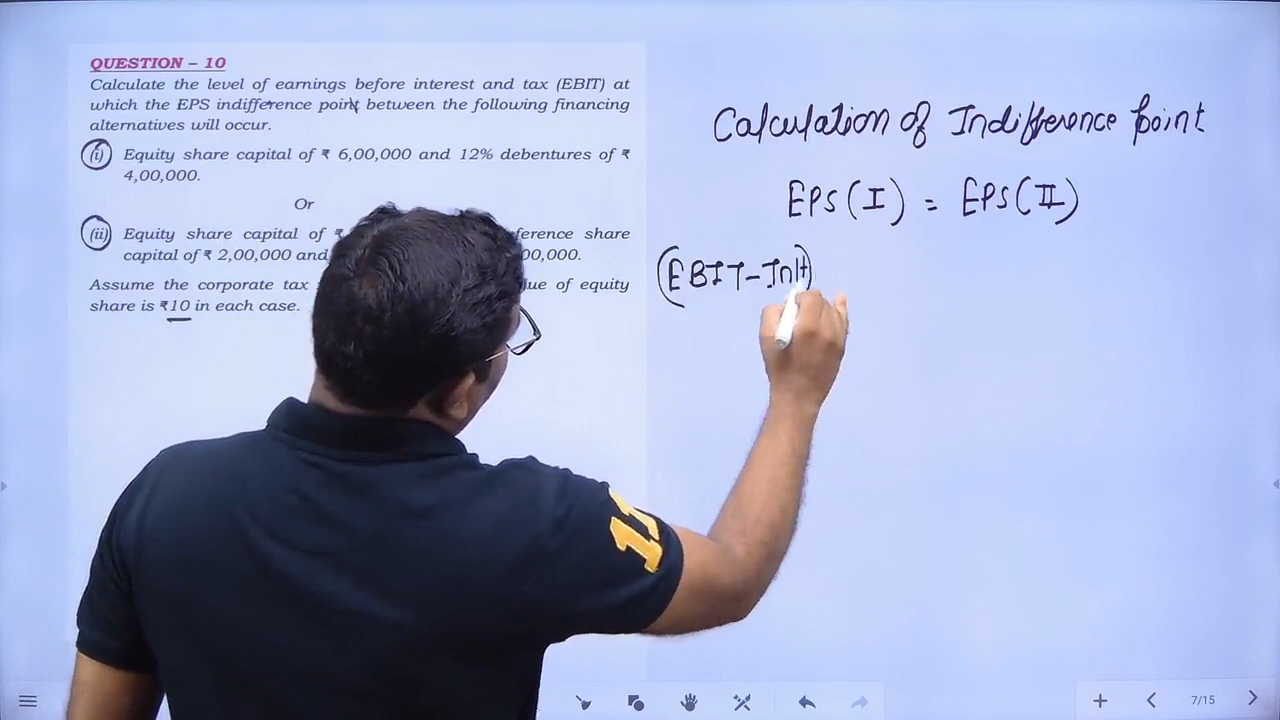 QUESTION – 10
Calculate the level of earnings before interest and tax (EBIT) at
which the EPS indifference point between the following financing
alternatives will occur.
(i) Equity share capital of ₹ 6,00,000 and 12% debentures of ₹
4,00,000.
Or
(ii) Equity share capital of ₹ share
capital of ₹ 2,00,000 and 00,000.
Assume the corporate tax of equity
share is ₹10 in each case.
Calculation of Indifference point
EPS (I) = EPS (II)
(EBIT-Int)
11
7/15